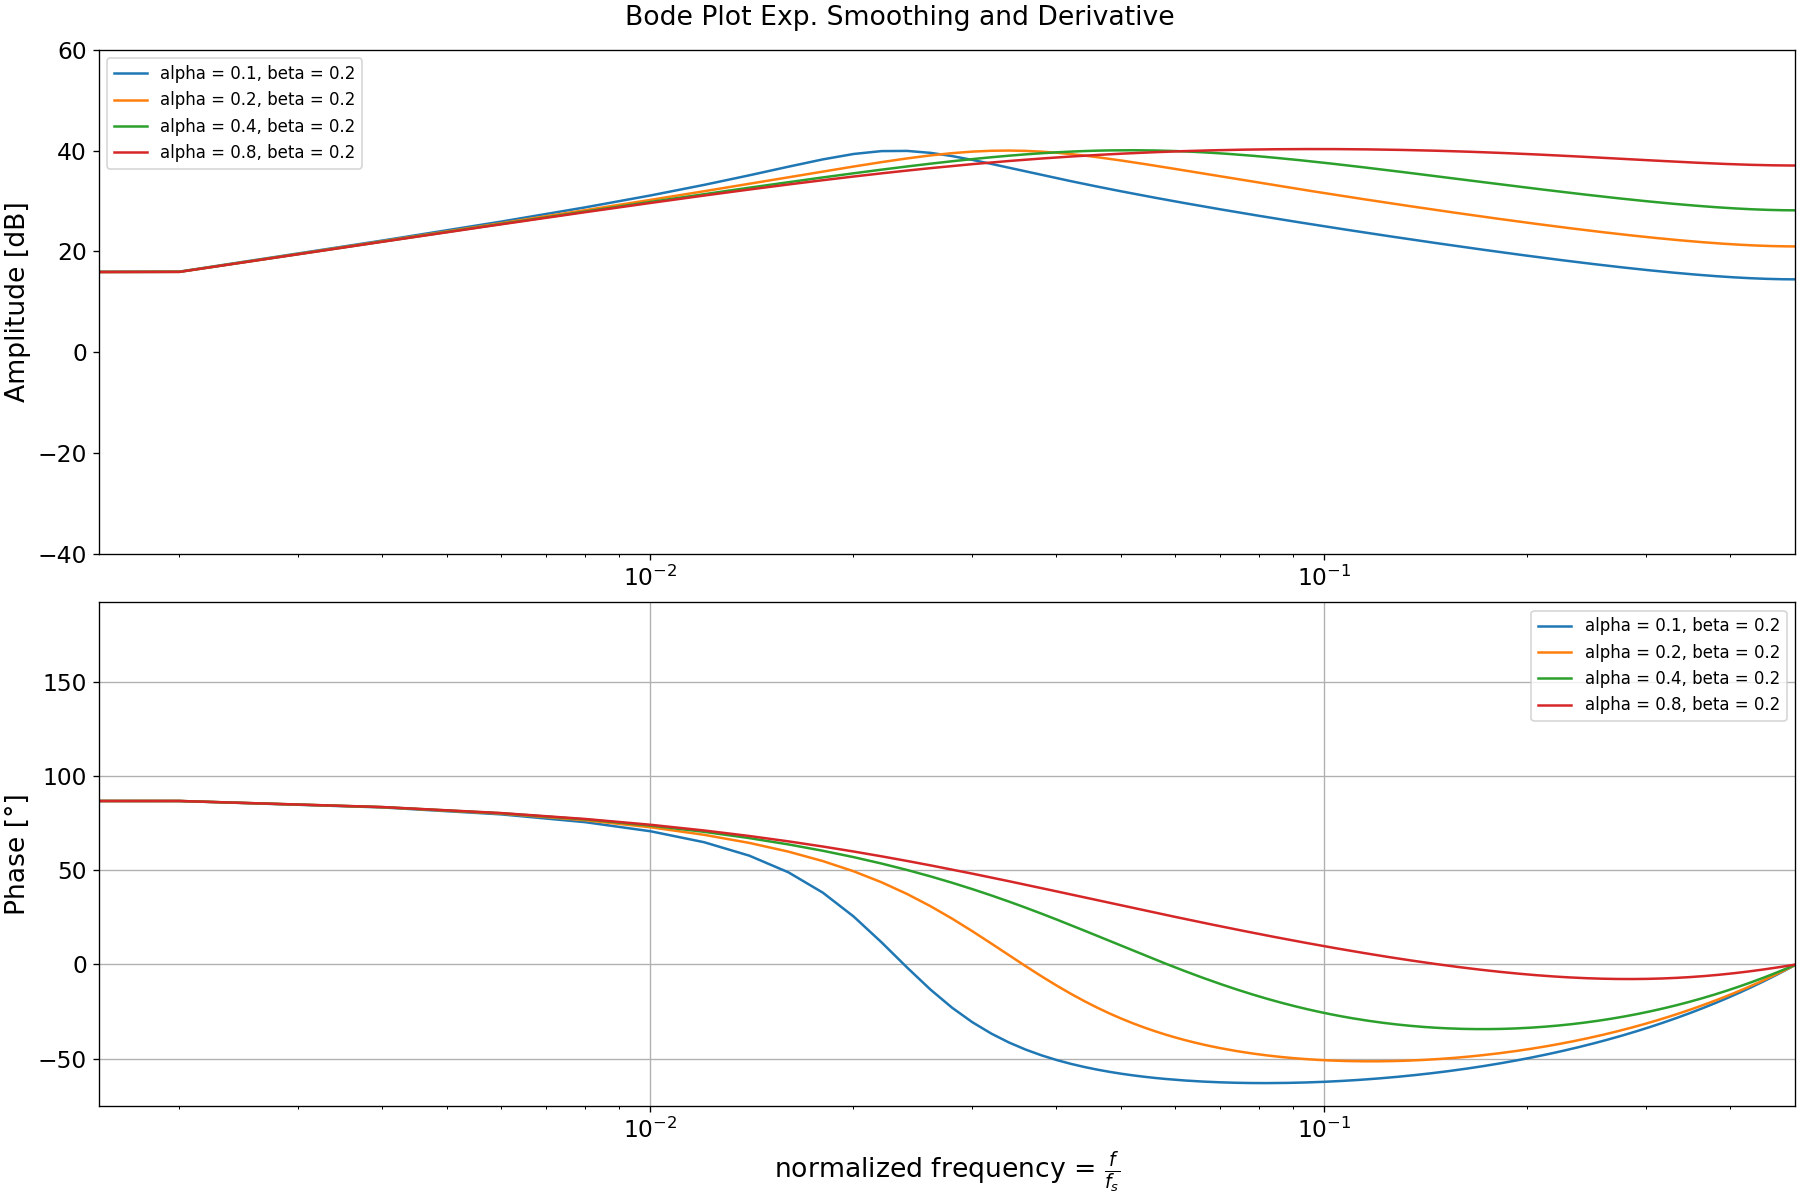 Bode Plot Exp. Smoothing and Derivative
Amplitude [dB]
60
40
20
0
−20
−40
alpha = 0.1, beta = 0.2
alpha = 0.2, beta = 0.2
alpha = 0.4, beta = 0.2
alpha = 0.8, beta = 0.2
10⁻²
10⁻¹
Phase [°]
150
100
50
0
−50
alpha = 0.1, beta = 0.2
alpha = 0.2, beta = 0.2
alpha = 0.4, beta = 0.2
alpha = 0.8, beta = 0.2
10⁻²
10⁻¹
normalized frequency = f/fₛ